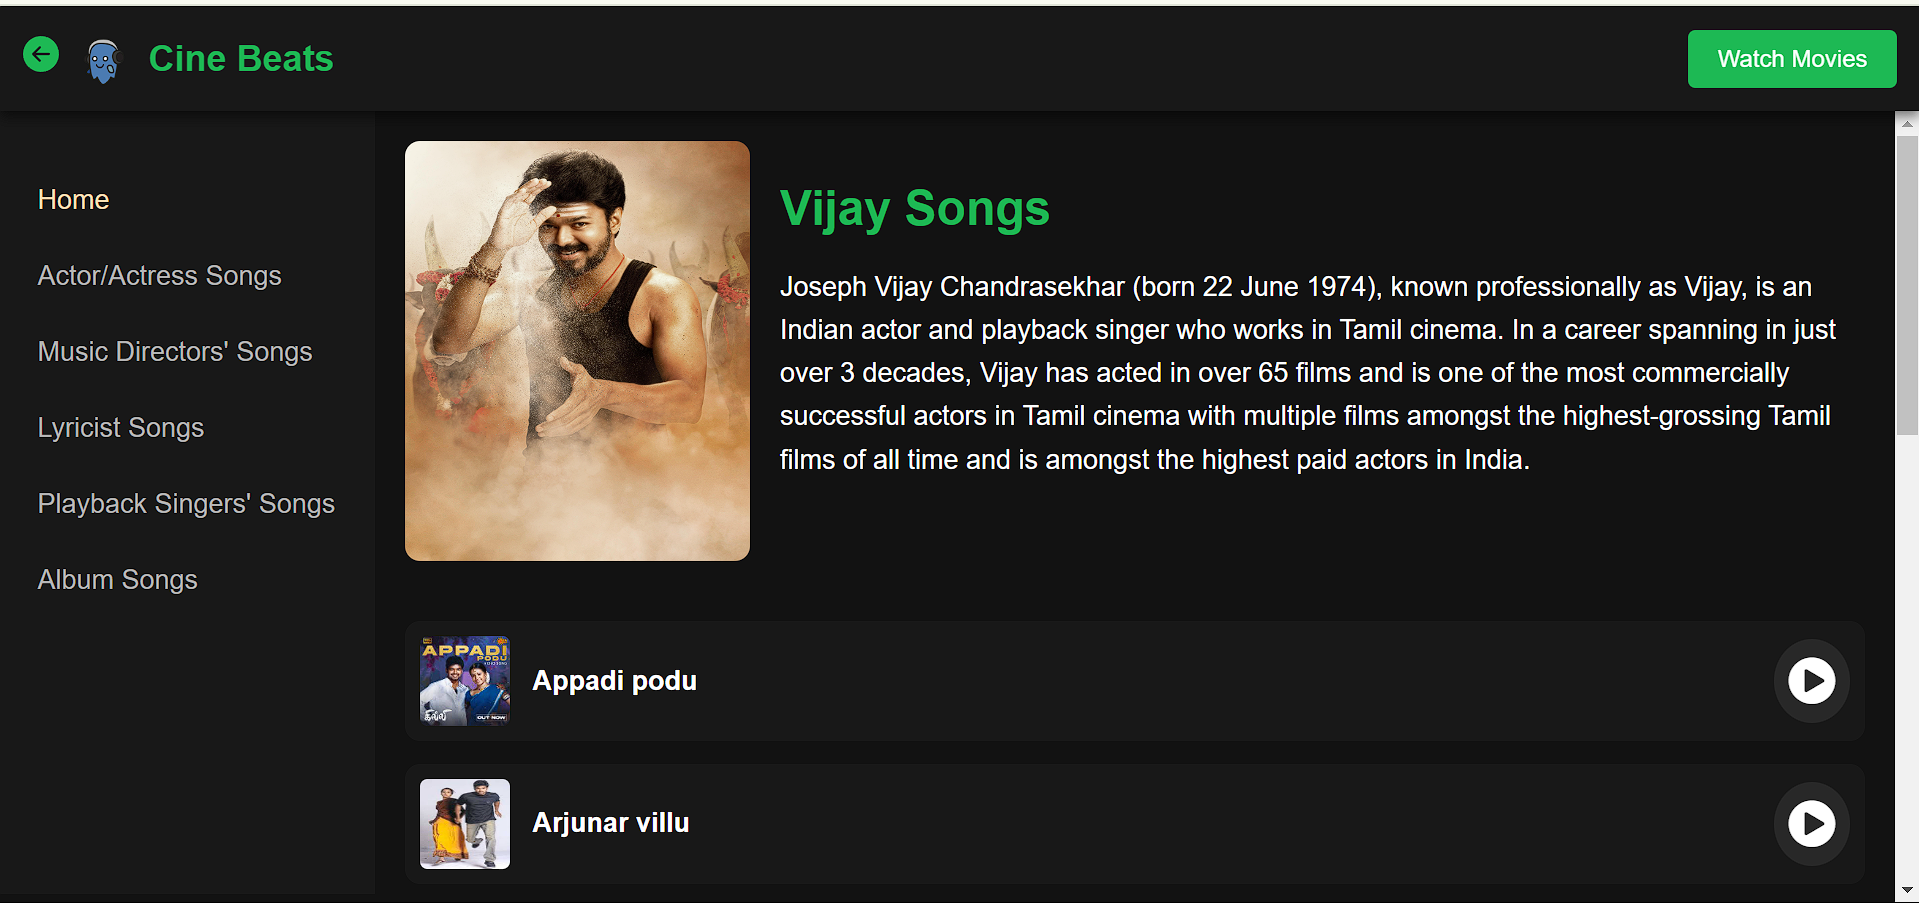 Cine Beats
Watch Movies
Home
Actor/Actress Songs
Music Directors' Songs
Lyricist Songs
Playback Singers' Songs
Album Songs
Vijay Songs
Joseph Vijay Chandrasekhar (born 22 June 1974), known professionally as Vijay, is an
Indian actor and playback singer who works in Tamil cinema. In a career spanning in just
over 3 decades, Vijay has acted in over 65 films and is one of the most commercially
successful actors in Tamil cinema with multiple films amongst the highest-grossing Tamil
films of all time and is amongst the highest paid actors in India.
APPADI
PODU
கில்லி
OUT NOW
Appadi podu
Arjunar villu